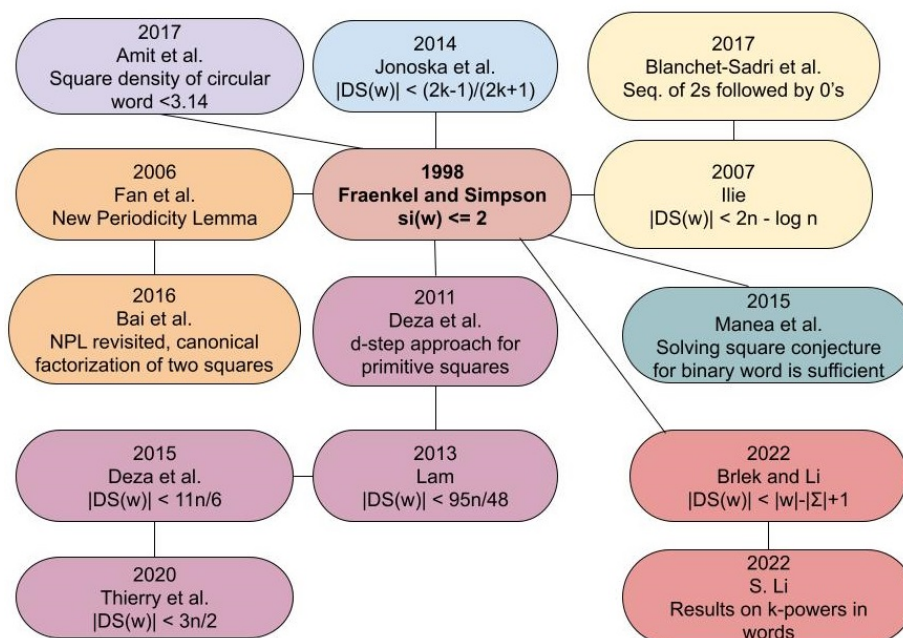 2017
Amit et al.
Square density of circular
word <3.14
2014
Jonoska et al.
|DS(w)| < (2k-1)/(2k+1)
2017
Blanchet-Sadri et al.
Seq. of 2s followed by 0's
2006
Fan et al.
New Periodicity Lemma
1998
Fraenkel and Simpson
si(w) <= 2
2007
Ilie
|DS(w)| < 2n - log n
2016
Bai et al.
NPL revisited, canonical
factorization of two squares
2011
Deza et al.
d-step approach for
primitive squares
2015
Manea et al.
Solving square conjecture
for binary word is sufficient
2015
Deza et al.
|DS(w)| < 11n/6
2013
Lam
|DS(w)| < 95n/48
2022
Brlek and Li
|DS(w)| < |w|-|Σ|+1
2020
Thierry et al.
|DS(w)| < 3n/2
2022
S. Li
Results on k-powers in
words